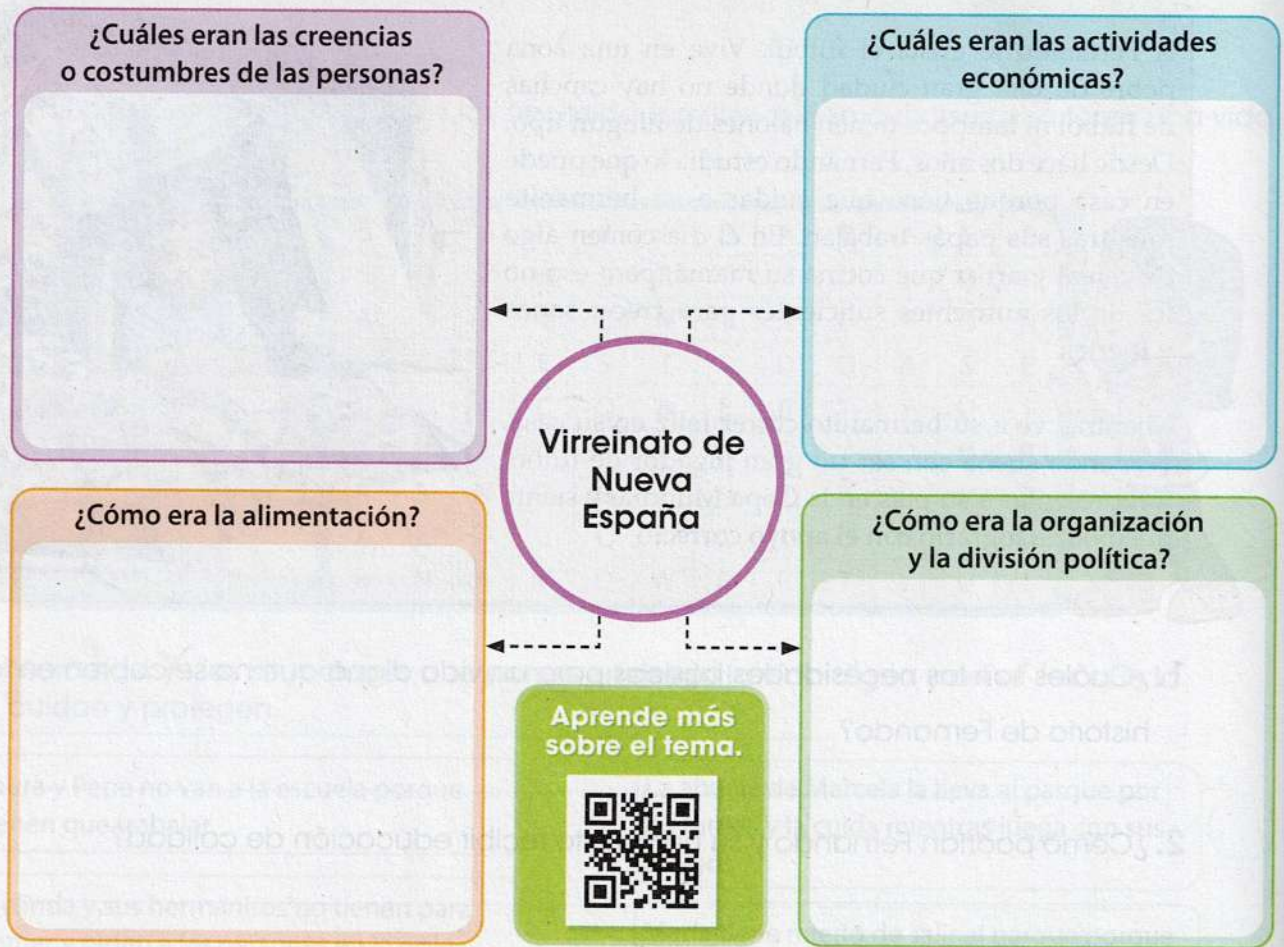 ¿Cuáles eran las creencias
o costumbres de las personas?
¿Cuáles eran las actividades
económicas?
Virreinato de
Nueva
España
¿Cómo era la alimentación?
¿Cómo era la organización
y la división política?
Aprende más
sobre el tema.